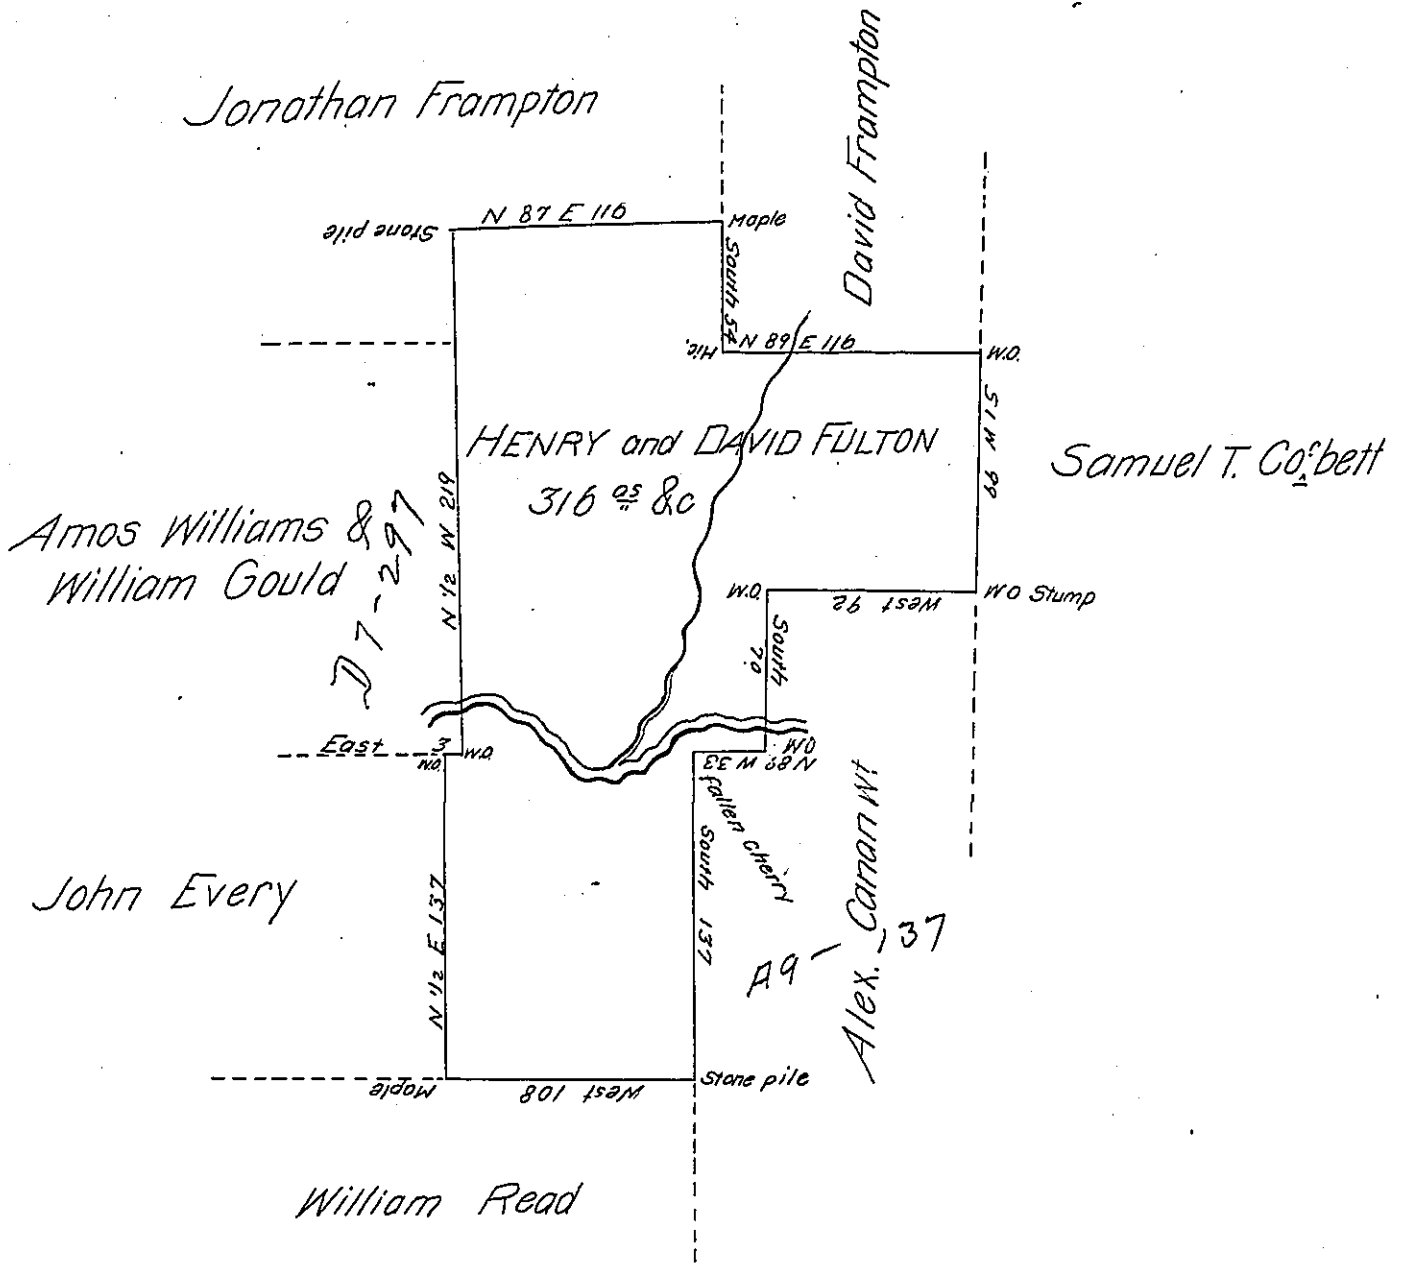 Jonathan Frampton
David Frampton
Stone pile
N 87 E 116
Maple
South 54
Hic.
N 89 E 116
W.O.
S 1 W 99
HENRY and DAVID FULTON
316 as &c
Samuel T. Corbett
Amos Williams &
William Gould
D7-297
N 1/2 W 219
W.O.
West 92
W O Stump
South
70
East
3
W.O.
W.O.
N 89 W 33
WO
fallen cherry
South 137
John Every
N 1/2 E 137
Alex. Canan Wt
A9-137
Maple
West 108
Stone pile
William Read